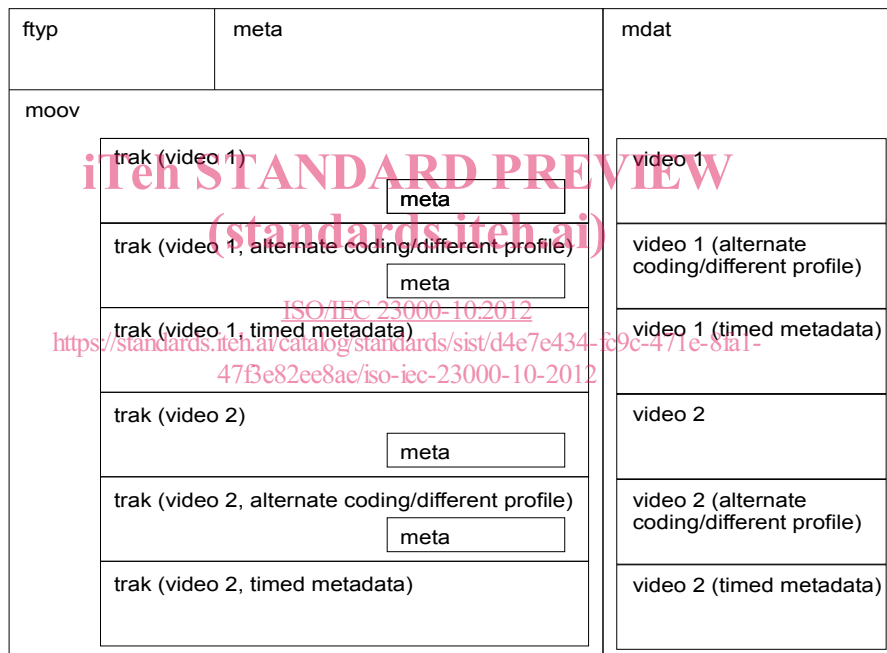 ftyp
meta
mdat
moov
trak (video 1)
meta
video 1
iTeh STANDARD PREVIEW
(standards.iteh.ai)
trak (video 1, alternate coding/different profile)
meta
video 1 (alternate
coding/different profile)
ISO/IEC 23000-10:2012
trak (video 1, timed metadata)
video 1 (timed metadata)
https://standards.iteh.ai/catalog/standards/sist/d4e7e434-fc9c-471e-8fa1-
47f3e82ee8ae/iso-iec-23000-10-2012
trak (video 2)
meta
video 2
trak (video 2, alternate coding/different profile)
meta
video 2 (alternate
coding/different profile)
trak (video 2, timed metadata)
video 2 (timed metadata)